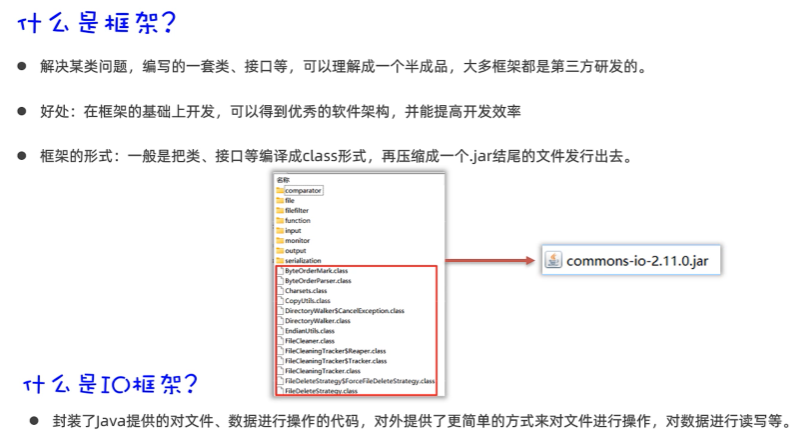 什么是框架？
● 解决某类问题，编写的一套类、接口等，可以理解成一个半成品，大多框架都是第三方研发的。
● 好处：在框架的基础上开发，可以得到优秀的软件架构，并能提高开发效率
● 框架的形式：一般是把类、接口等编译成class形式，再压缩成一个.jar结尾的文件发行出去。
名称
comparator
file
filefilter
function
input
monitor
output
serialization
ByteOrderMark.class
ByteOrderParser.class
Charsets.class
CopyUtils.class
DirectoryWalker$CancelException.class
DirectoryWalker.class
EndianUtils.class
FileCleaner.class
FileCleaningTracker$Reaper.class
FileCleaningTracker$Tracker.class
FileCleaningTracker.class
FileDeleteStrategy$ForceFileDeleteStrategy.class
FileDeleteStrategy.class
commons-io-2.11.0.jar
什么是IO框架？
● 封装了Java提供的对文件、数据进行操作的代码，对外提供了更简单的方式来对文件进行操作，对数据进行读写等。